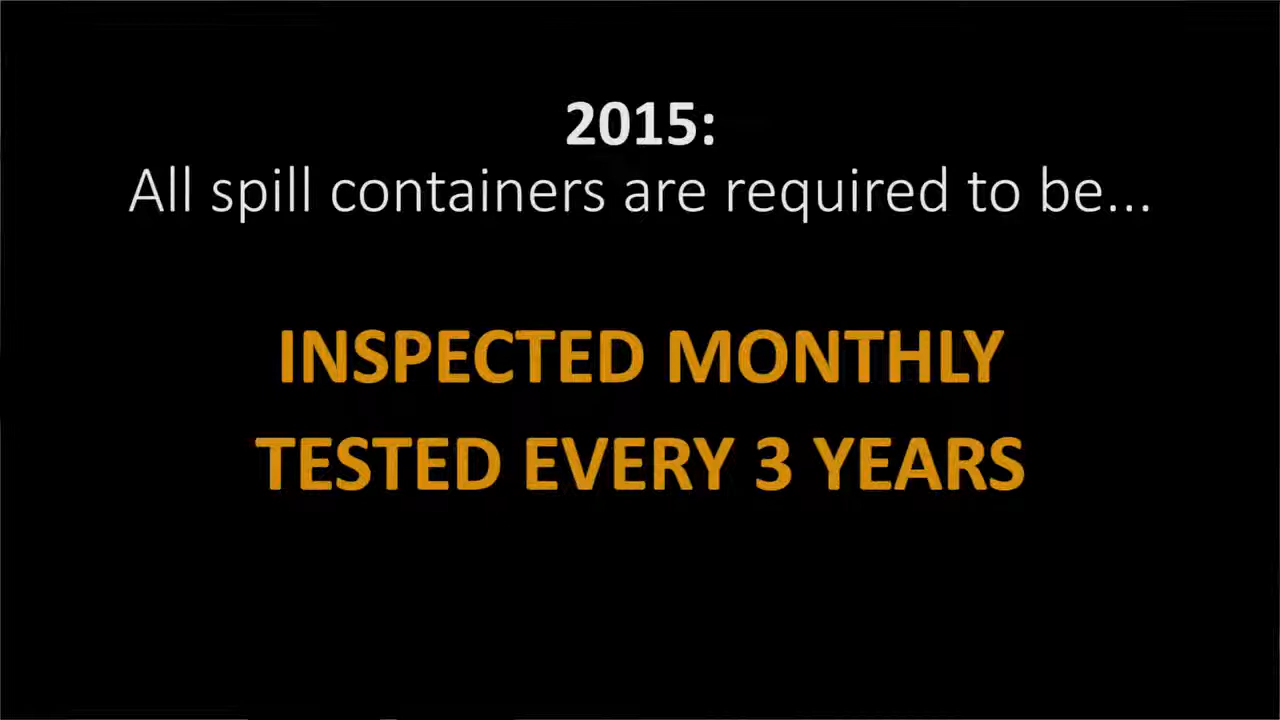 2015:
All spill containers are required to be...
INSPECTED MONTHLY
TESTED EVERY 3 YEARS